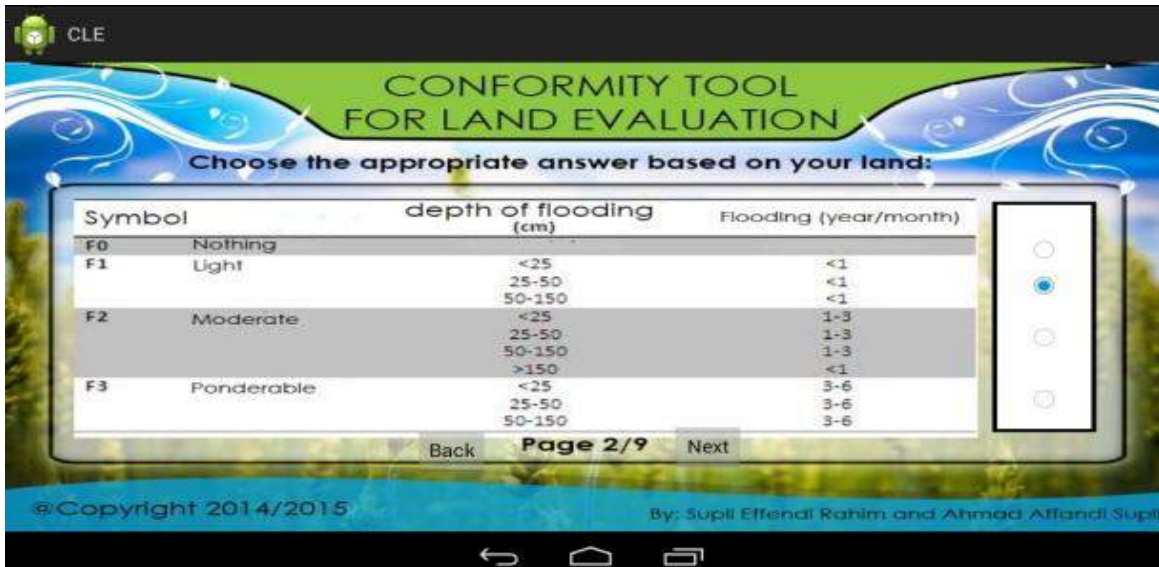 CLE
CONFORMITY TOOL
FOR LAND EVALUATION
Choose the appropriate answer based on your land:
Symbol depth of flooding Flooding (year/month)
(cm)
F0 Nothing
F1 Light <25 <1
25-50 <1
50-150 <1
F2 Moderate <25 1-3
25-50 1-3
50-150 1-3
>150 <1
F3 Ponderable <25 3-6
25-50 3-6
50-150 3-6
Back Page 2/9 Next
@Copyright 2014/2015
By: Supli Effendi Rahim and Ahmad Affandi Supli